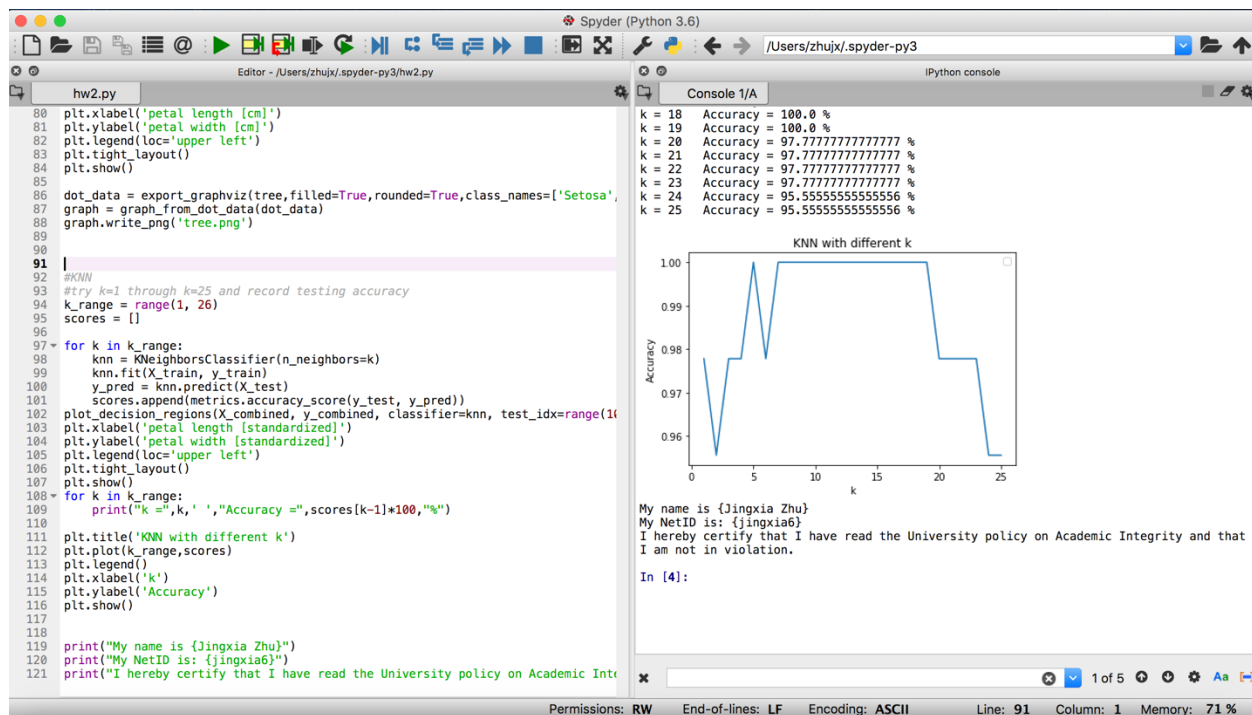 Spyder (Python 3.6)
/Users/zhujx/.spyder-py3
Editor - /Users/zhujx/.spyder-py3/hw2.py
hw2.py
80 plt.xlabel('petal length [cm]')
81 plt.ylabel('petal width [cm]')
82 plt.legend(loc='upper left')
83 plt.tight_layout()
84 plt.show()
85
86 dot_data = export_graphviz(tree,filled=True,rounded=True,class_names=['Setosa',
87 graph = graph_from_dot_data(dot_data)
88 graph.write_png('tree.png')
89
90
91
92 #KNN
93 #try k=1 through k=25 and record testing accuracy
94 k_range = range(1, 26)
95 scores = []
96
97 for k in k_range:
98     knn = KNeighborsClassifier(n_neighbors=k)
99     knn.fit(X_train, y_train)
100     y_pred = knn.predict(X_test)
101     scores.append(metrics.accuracy_score(y_test, y_pred))
102 plot_decision_regions(X_combined, y_combined, classifier=knn, test_idx=range(10
103 plt.xlabel('petal length [standardized]')
104 plt.ylabel('petal width [standardized]')
105 plt.legend(loc='upper left')
106 plt.tight_layout()
107 plt.show()
108 for k in k_range:
109     print("k =",k,' ',"Accuracy =",scores[k-1]*100,"%")
110
111 plt.title('KNN with different k')
112 plt.plot(k_range,scores)
113 plt.legend()
114 plt.xlabel('k')
115 plt.ylabel('Accuracy')
116 plt.show()
117
118
119 print("My name is {Jingxia Zhu}")
120 print("My NetID is: {jingxia6}")
121 print("I hereby certify that I have read the University policy on Academic Inte
IPython console
Console 1/A
k = 18   Accuracy = 100.0 %
k = 19   Accuracy = 100.0 %
k = 20   Accuracy = 97.77777777777777 %
k = 21   Accuracy = 97.77777777777777 %
k = 22   Accuracy = 97.77777777777777 %
k = 23   Accuracy = 97.77777777777777 %
k = 24   Accuracy = 95.55555555555556 %
k = 25   Accuracy = 95.55555555555556 %
KNN with different k
1.00
0.99
0.98
0.97
0.96
Accuracy
0 5 10 15 20 25
k
My name is {Jingxia Zhu}
My NetID is: {jingxia6}
I hereby certify that I have read the University policy on Academic Integrity and that
I am not in violation.
In [4]:
1 of 5 Aa
Permissions: RW End-of-lines: LF Encoding: ASCII Line: 91 Column: 1 Memory: 71 %